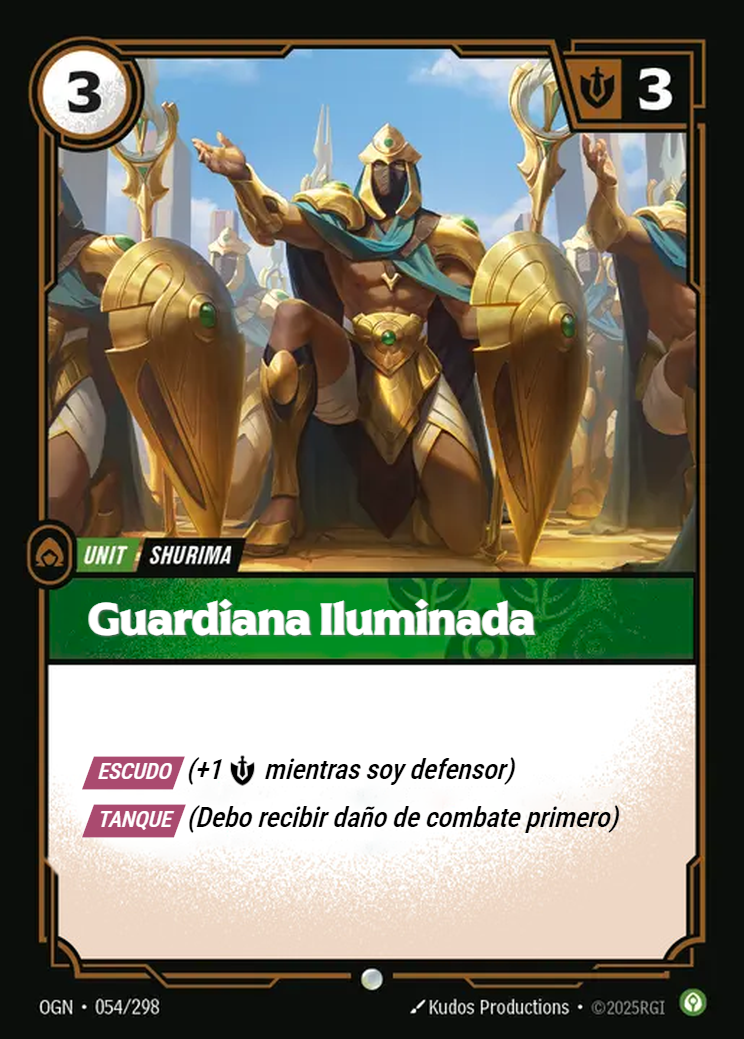 3
3
UNIT SHURIMA
Guardiana Iluminada
ESCUDO (+1 mientras soy defensor)
TANQUE (Debo recibir daño de combate primero)
OGN • 054/298 Kudos Productions • ©2025RGI